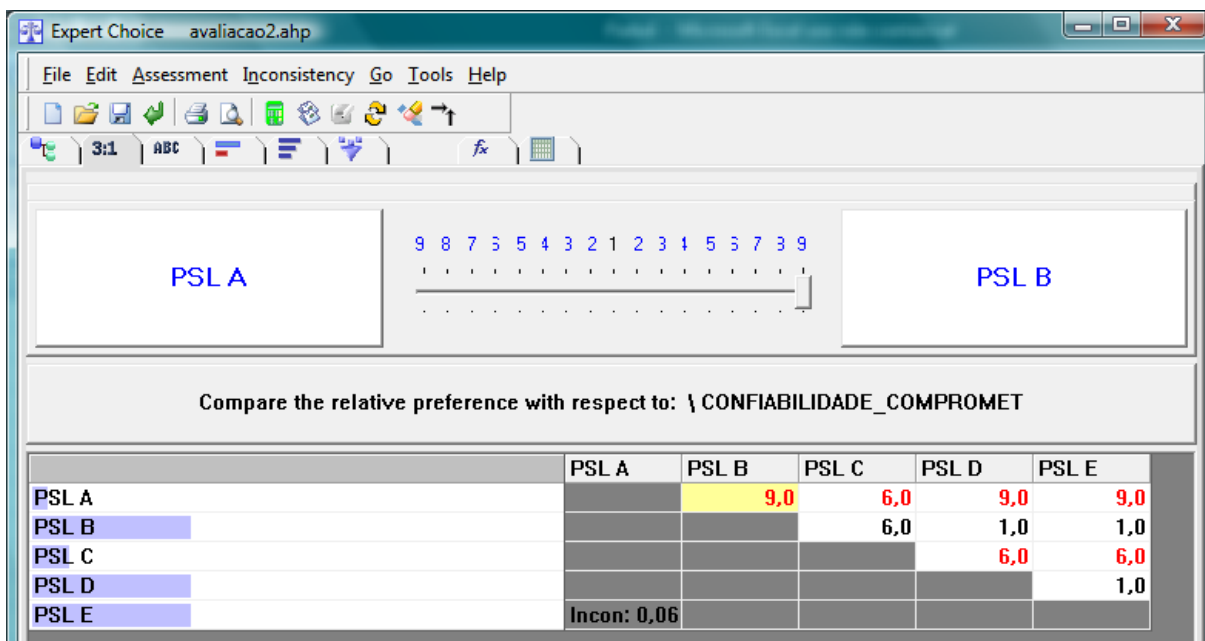 Expert Choice avaliacao2.ahp
File Edit Assessment Inconsistency Go Tools Help
3:1 ABC fx
9 8 7 6 5 4 3 2 1 2 3 4 5 6 7 8 9
PSL A PSL B
Compare the relative preference with respect to: \ CONFIABILIDADE_COMPROMET
PSL A PSL B PSL C PSL D PSL E
PSL A 9,0 6,0 9,0 9,0
PSL B 6,0 1,0 1,0
PSL C 6,0 6,0
PSL D 1,0
PSL E Incon: 0,06